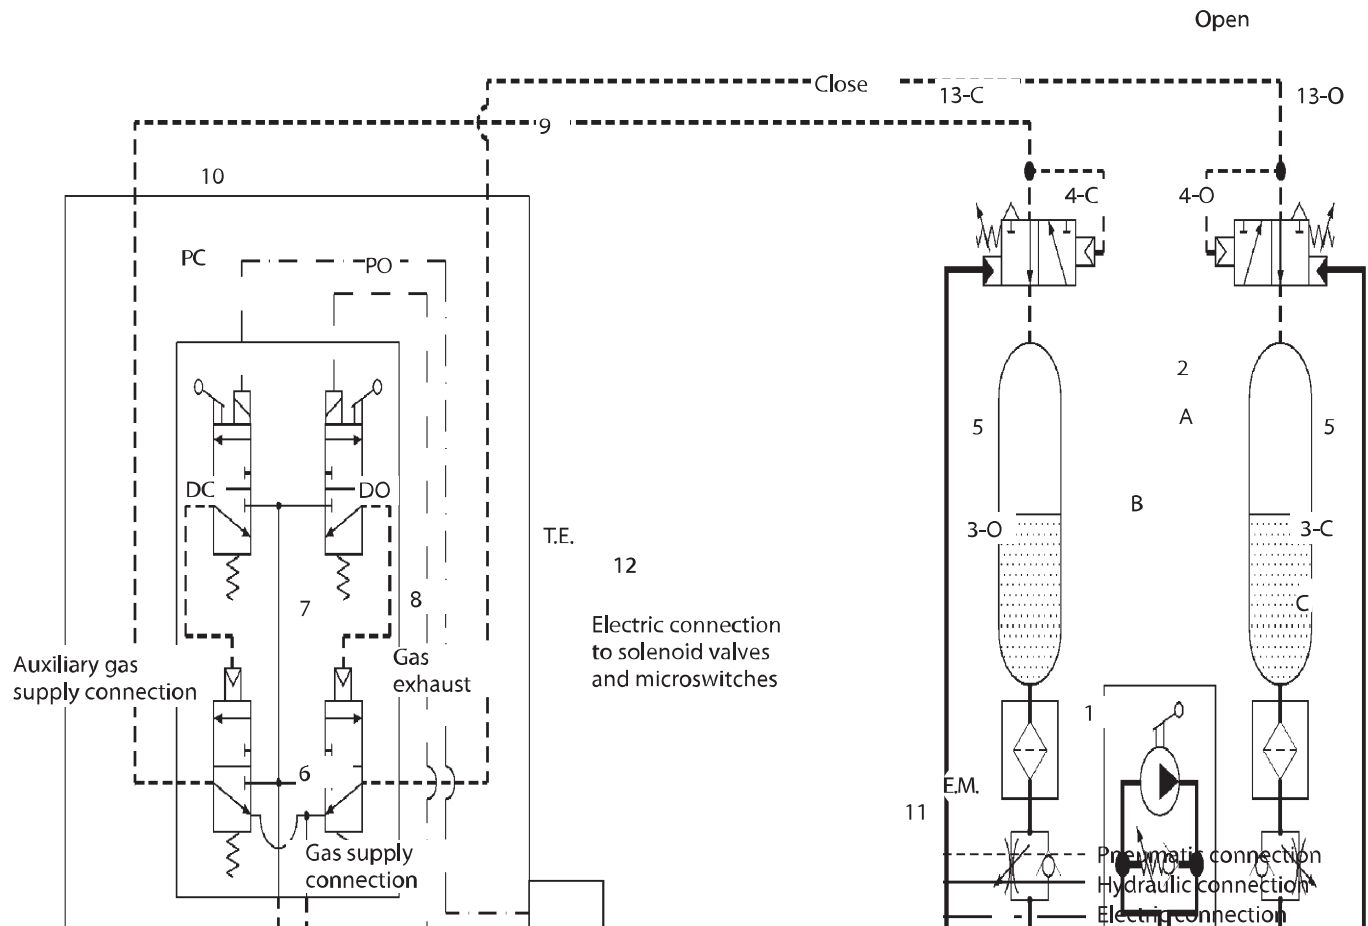 Open
Close
13-C
13-O
9
10
4-C
4-O
PC
PO
2
A
5
5
DC
DO
B
3-O
3-C
T.E.
12
7
8
C
Electric connection
to solenoid valves
and microswitches
Auxiliary gas
supply connection
Gas
exhaust
1
6
E.M.
11
Gas supply
connection
Pneumatic connection
Hydraulic connection
Electric connection